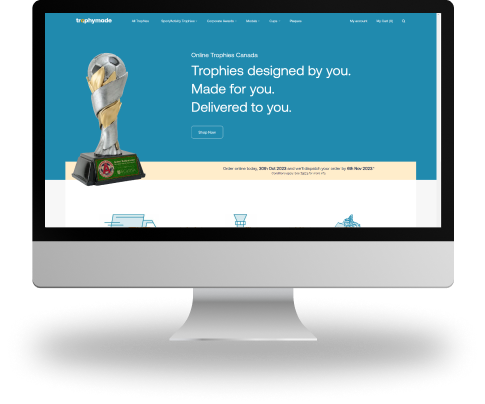 trophymade
All Trophies
Sports/Activity Trophies
Corporate Awards
Medals
Cups
Plaques
My account
My Cart (0)
Online Trophies Canada
Trophies designed by you.
Made for you.
Delivered to you.
Shop Now
Order online today, 30th Oct 2023 and we'll dispatch your order by 6th Nov 2023.*